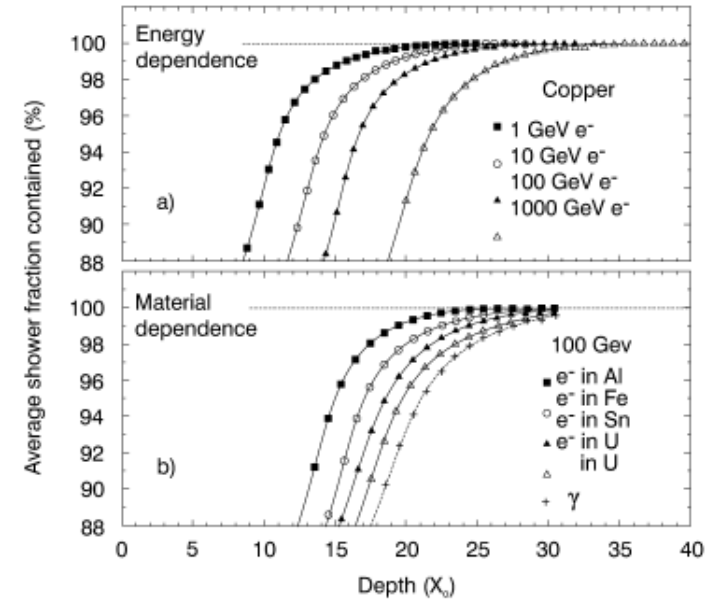 Average shower fraction contained (%)
100
98
96
94
92
90
88
Energy
dependence
a)
Copper
1 GeV e⁻
10 GeV e⁻
100 GeV e⁻
1000 GeV e⁻
100
98
96
94
92
90
88
Material
dependence
b)
100 Gev
e⁻ in Al
e⁻ in Fe
e⁻ in Sn
e⁻ in U
in U
γ
0 5 10 15 20 25 30 35 40
Depth (X₀)